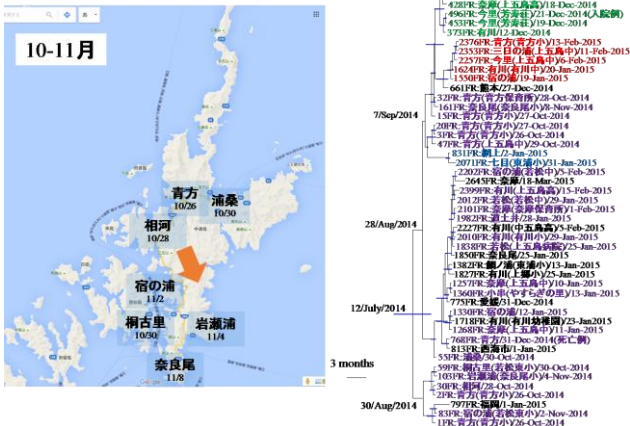 10-11月
青方
10/26
浦桑
10/30
相河
10/28
宿の浦
11/2
桐古里
10/30
岩瀬浦
11/4
奈良尾
11/8
428FR:奈摩(上五島高)/18-Dec-2014
496FR:今里(芳寿荘)/21-Dec-2014(入院例)
453FR:今里(芳寿荘)/19-Dec-2014
373FR:有川/12-Dec-2014
2376FR:青方(青方小)/13-Feb-2015
2353FR:三日の浦(上五島中)/11-Feb-2015
2257FR:今里(上五島中)/6-Feb-2015
1624FR:有川(有川中)/20-Jan-2015
1550FR:宿の浦/19-Jan-2015
661FR:熊本/27-Dec-2014
32FR:青方(青方保育所)/28-Oct-2014
161FR:奈良尾(奈良尾小)/8-Nov-2014
7/Sep/2014
15FR:青方(青方小)/27-Oct-2014
20FR:青方(青方小)/27-Oct-2014
3FR:青方(青方小)/26-Oct-2014
47FR:青方(上五島中)/29-Oct-2014
831FR:網上/2-Jan-2015
2071FR:七目(東浦小)/31-Jan-2015
2202FR:宿の浦(若松中)/5-Feb-2015
2645FR:奈摩/18-Mar-2015
2399FR:有川(上五島高)/15-Feb-2015
2012FR:若松(若松中)/29-Jan-2015
2101FR:奈摩(奈摩保育所)/1-Feb-2015
1982FR:道土井/28-Jan-2015
28/Aug/2014
2227FR:有川(中五島高)/5-Feb-2015
2010FR:有川(有川小)/29-Jan-2015
1838FR:若松(上五島病院)/25-Jan-2015
1850FR:奈良尾/25-Jan-2015
1382FR:鯛ノ浦(東浦小)/13-Jan-2015
1827FR:有川(上郷小)/25-Jan-2015
1257FR:奈摩(上五島中)/10-Jan-2015
1360FR:小串(やすらぎの里)/13-Jan-2015
775FR:愛媛/31-Dec-2014
12/July/2014
1330FR:宿の浦/12-Jan-2015
1718FR:有川(有川幼稚園)/23-Jan2015
1268FR:奈摩(上五島中)/11-Jan-2015
768FR:青方/31-Dec-2014(死亡例)
813FR:西海市/1-Jan-2015
55FR:浦桑/30-Oct-2014
3 months
59FR:桐古里(若松東小)/30-Oct-2014
103FR:岩瀬浦(奈良尾小)/4-Nov-2014
30FR:相河/28-Oct-2014
2FR:青方(青方小)/26-Oct-2014
30/Aug/2014
797FR:福岡/1-Jan-2015
83FR:宿の浦(若松東小)/2-Nov-2014
1FR:青方(青方小)/26-Oct-2014